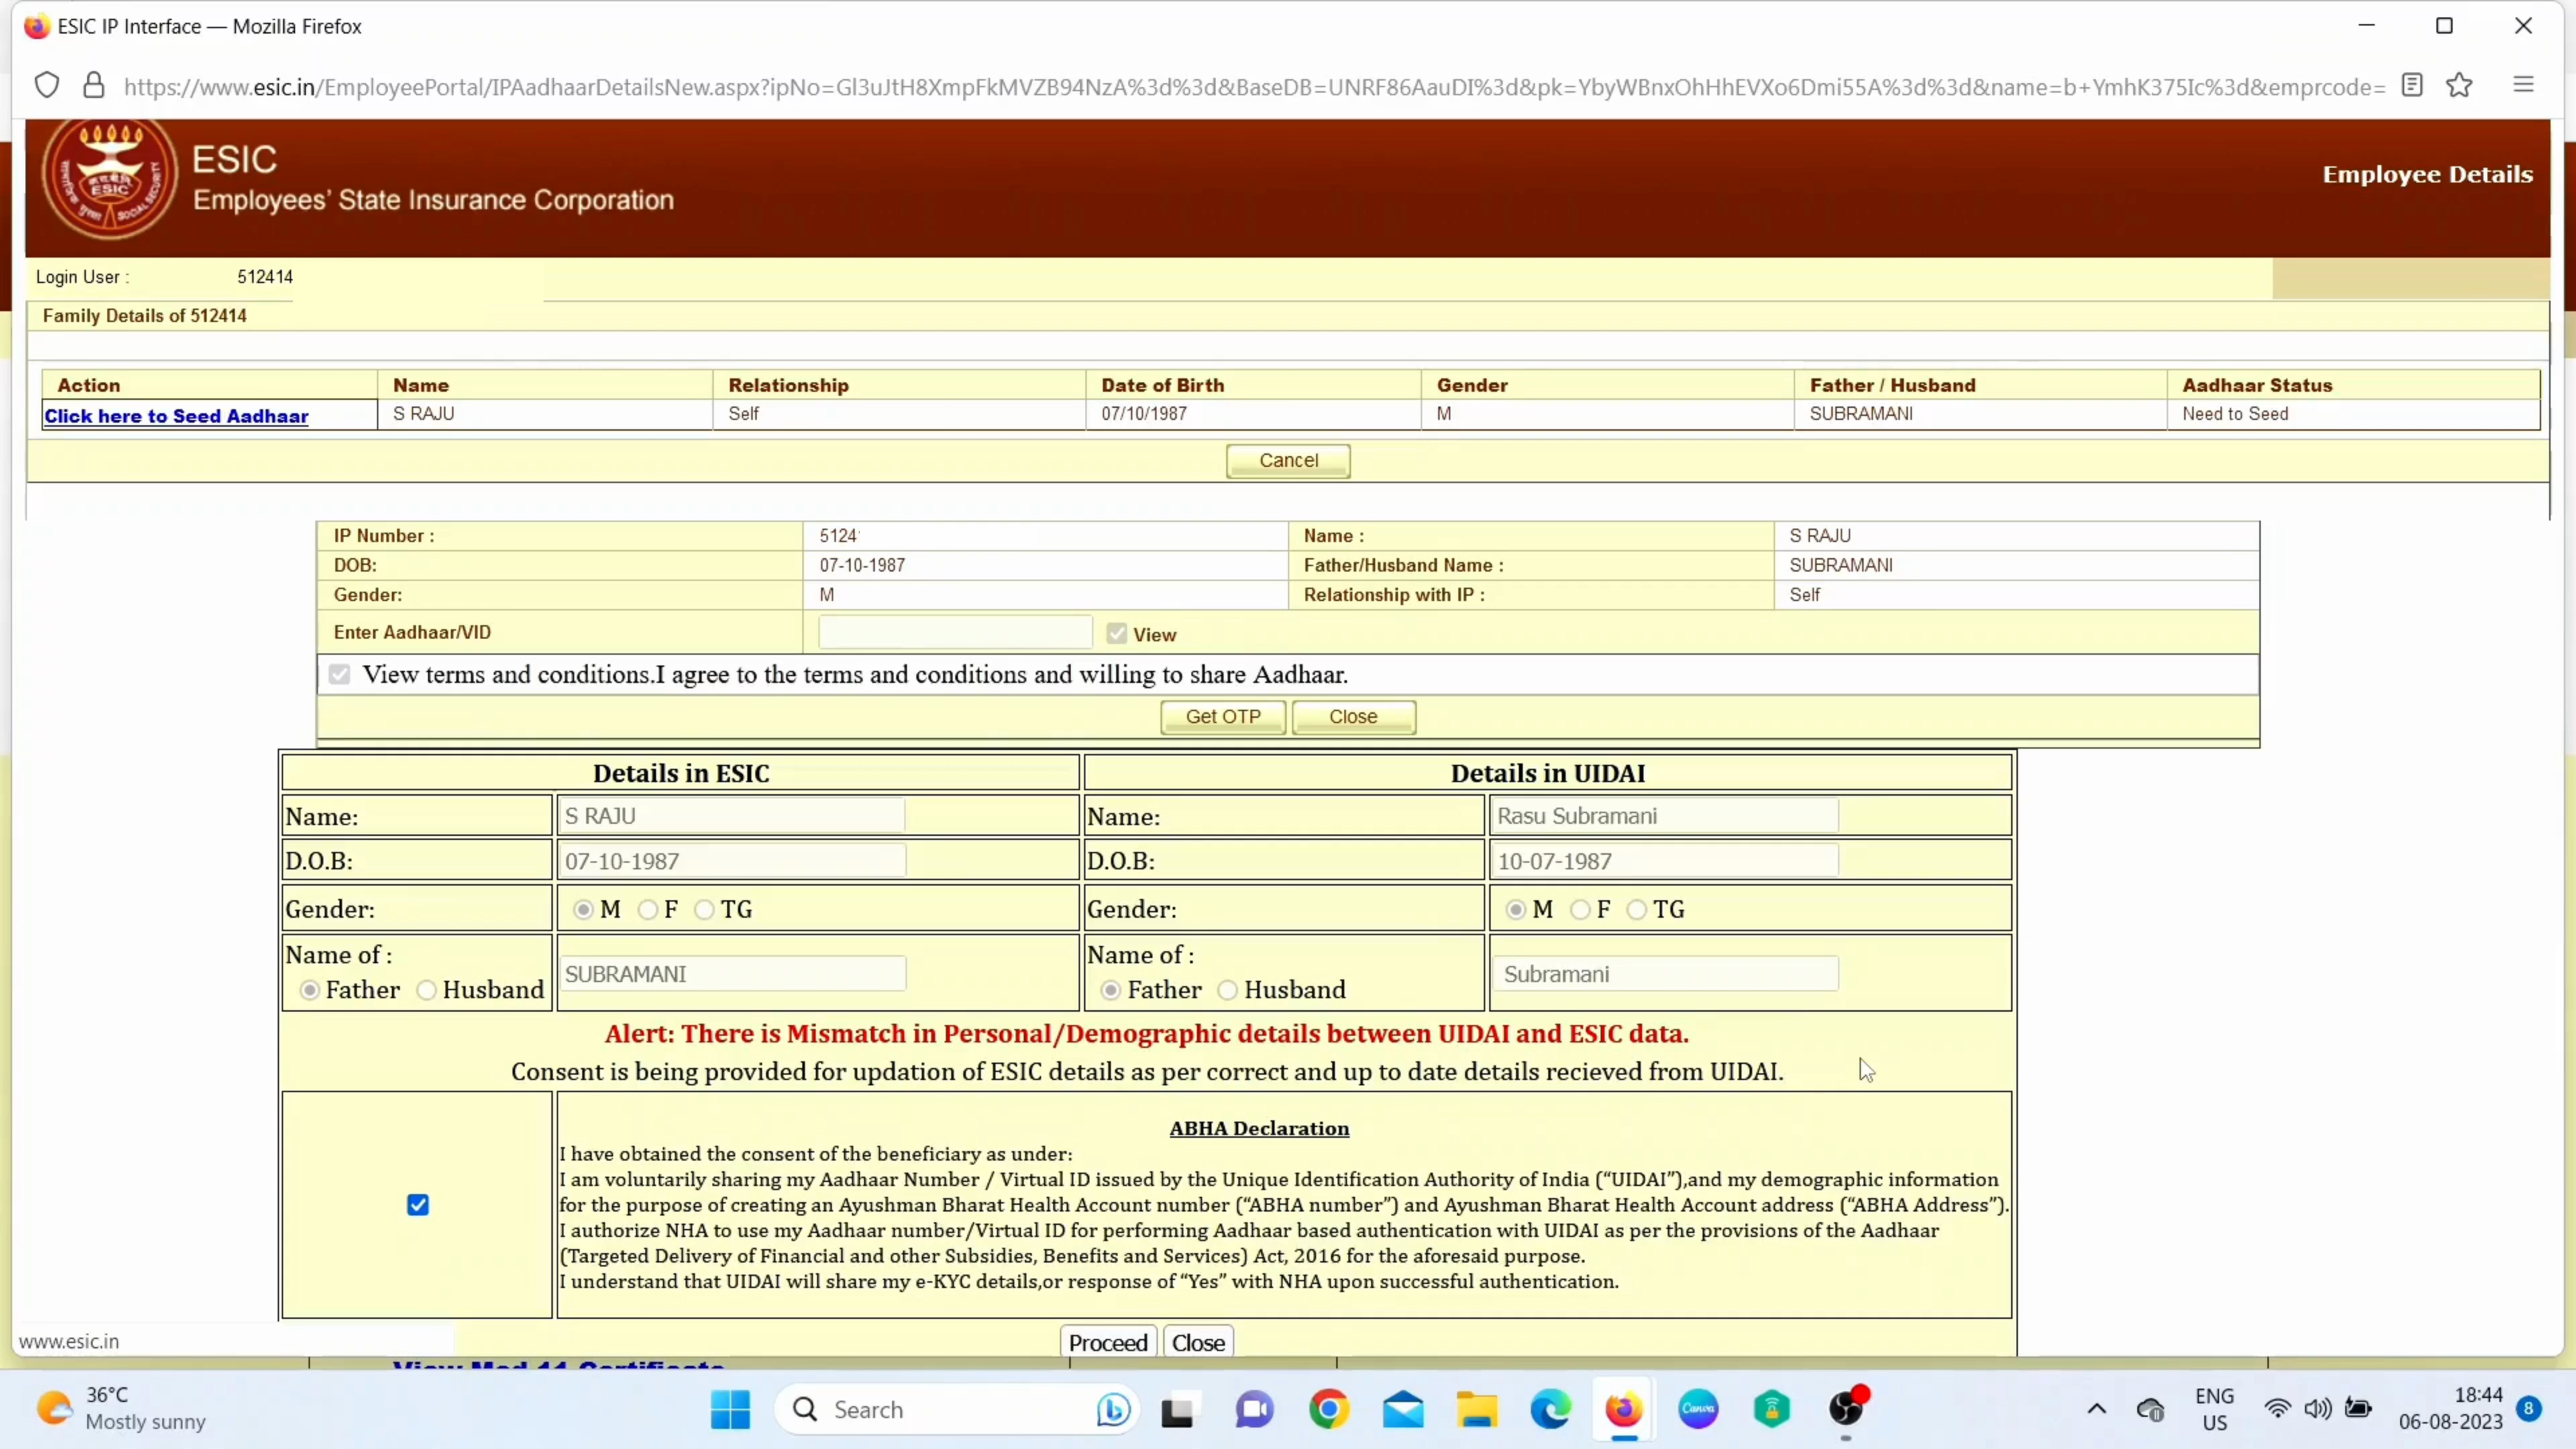 ESIC IP Interface — Mozilla Firefox
https://www.esic.in/EmployeePortal/IPAadhaarDetailsNew.aspx?ipNo=Gl3uJtH8XmpFkMVZB94NzA%3d%3d&BaseDB=UNRF86AauDI%3d&pk=YbyWBnxOhHhEVXo6Dmi55A%3d%3d&name=b+YmhK375Ic%3d&emprcode=
ESIC
Employees' State Insurance Corporation
Employee Details
Login User : 512414
Family Details of 512414
Action Name Relationship Date of Birth Gender Father / Husband Aadhaar Status
Click here to Seed Aadhaar S RAJU Self 07/10/1987 M SUBRAMANI Need to Seed
Cancel
IP Number : 5124 Name : S RAJU
DOB: 07-10-1987 Father/Husband Name : SUBRAMANI
Gender: M Relationship with IP : Self
Enter Aadhaar/VID View
View terms and conditions.I agree to the terms and conditions and willing to share Aadhaar.
Get OTP Close
Details in ESIC Details in UIDAI
Name: S RAJU Name: Rasu Subramani
D.O.B: 07-10-1987 D.O.B: 10-07-1987
Gender: M F TG Gender: M F TG
Name of : Name of :
Father Husband SUBRAMANI Father Husband Subramani
Alert: There is Mismatch in Personal/Demographic details between UIDAI and ESIC data.
Consent is being provided for updation of ESIC details as per correct and up to date details recieved from UIDAI.
ABHA Declaration
I have obtained the consent of the beneficiary as under:
I am voluntarily sharing my Aadhaar Number / Virtual ID issued by the Unique Identification Authority of India (“UIDAI”),and my demographic information
for the purpose of creating an Ayushman Bharat Health Account number (“ABHA number”) and Ayushman Bharat Health Account address (“ABHA Address”).
I authorize NHA to use my Aadhaar number/Virtual ID for performing Aadhaar based authentication with UIDAI as per the provisions of the Aadhaar
(Targeted Delivery of Financial and other Subsidies, Benefits and Services) Act, 2016 for the aforesaid purpose.
I understand that UIDAI will share my e-KYC details,or response of “Yes” with NHA upon successful authentication.
Proceed Close
www.esic.in
View Med 11 Certificate
36°C
Mostly sunny
Search
Canva
ENG
US
18:44
06-08-2023
8